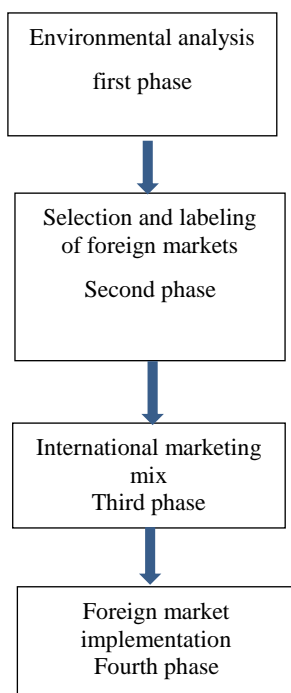 Environmental analysis
first phase
Selection and labeling
of foreign markets
Second phase
International marketing
mix
Third phase
Foreign market
implementation
Fourth phase